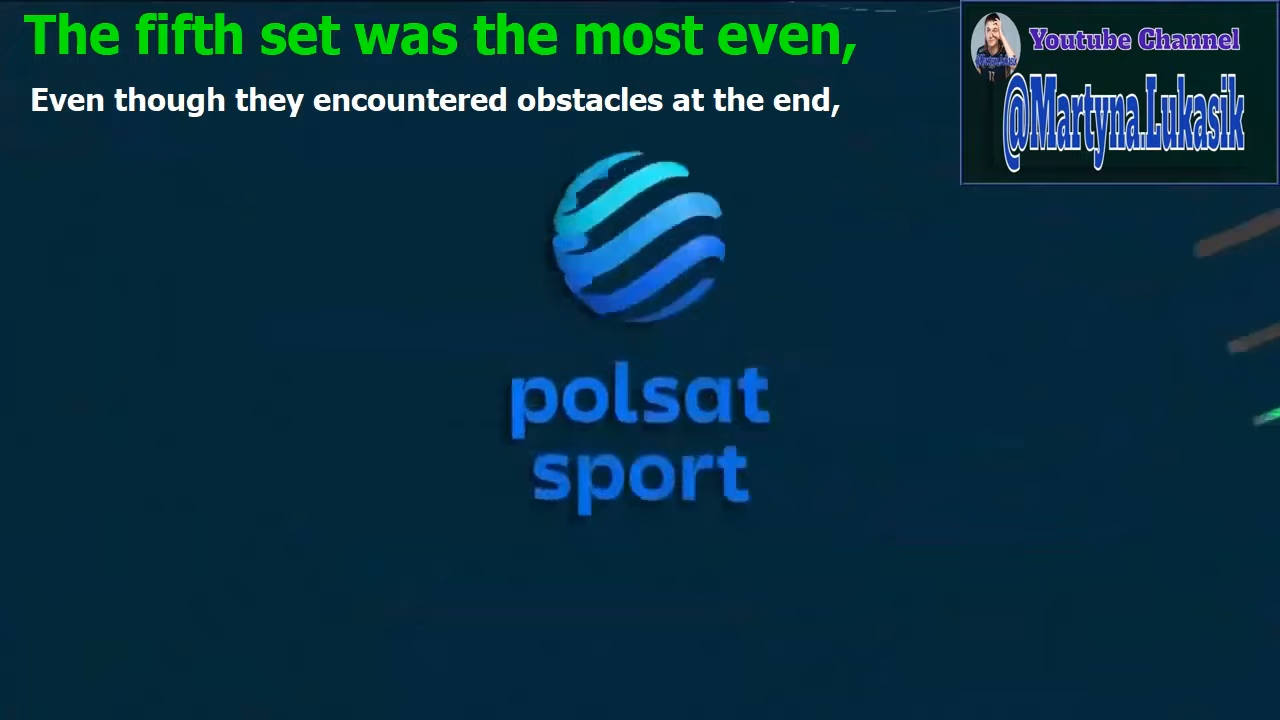 The fifth set was the most even,
Even though they encountered obstacles at the end,
Youtube Channel
@Martyna.Lukasik
polsat
sport